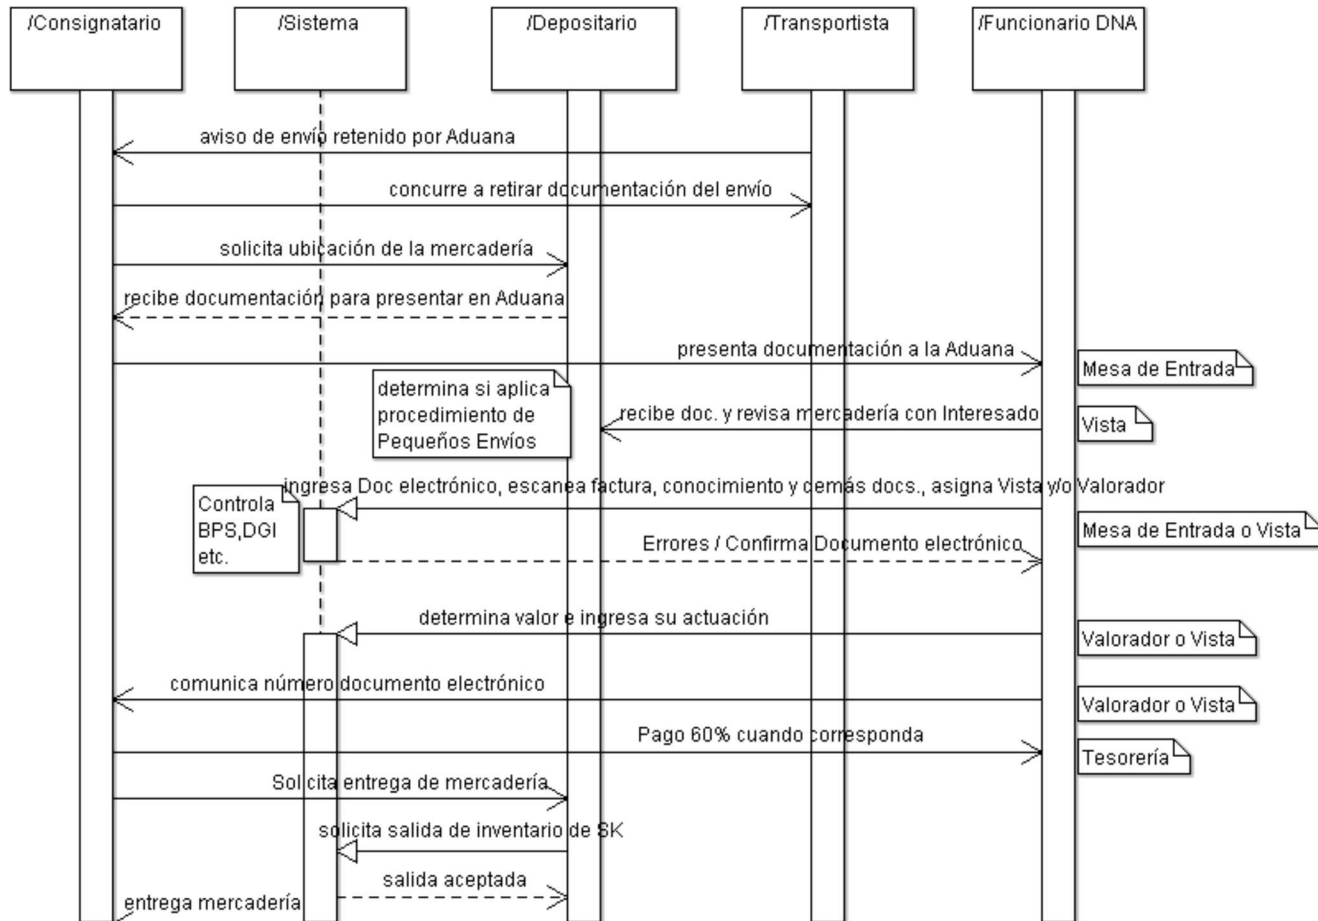 /Consignatario
/Sistema
/Depositario
/Transportista
/Funcionario DNA
aviso de envío retenido por Aduana
concurre a retirar documentación del envío
solicita ubicación de la mercadería
recibe documentación para presentar en Aduana
presenta documentación a la Aduana
Mesa de Entrada
determina si aplica
procedimiento de
Pequeños Envíos
recibe doc. y revisa mercadería con Interesado
Vista
ingresa Doc electrónico, escanea factura, conocimiento y demás docs., asigna Vista y/o Valorador
Controla
BPS,DGI
etc.
Mesa de Entrada o Vista
Errores / Confirma Documento electrónico
determina valor e ingresa su actuación
Valorador o Vista
comunica número documento electrónico
Valorador o Vista
Pago 60% cuando corresponda
Tesorería
Solicita entrega de mercadería
solicita salida de inventario de SK
salida aceptada
entrega mercadería